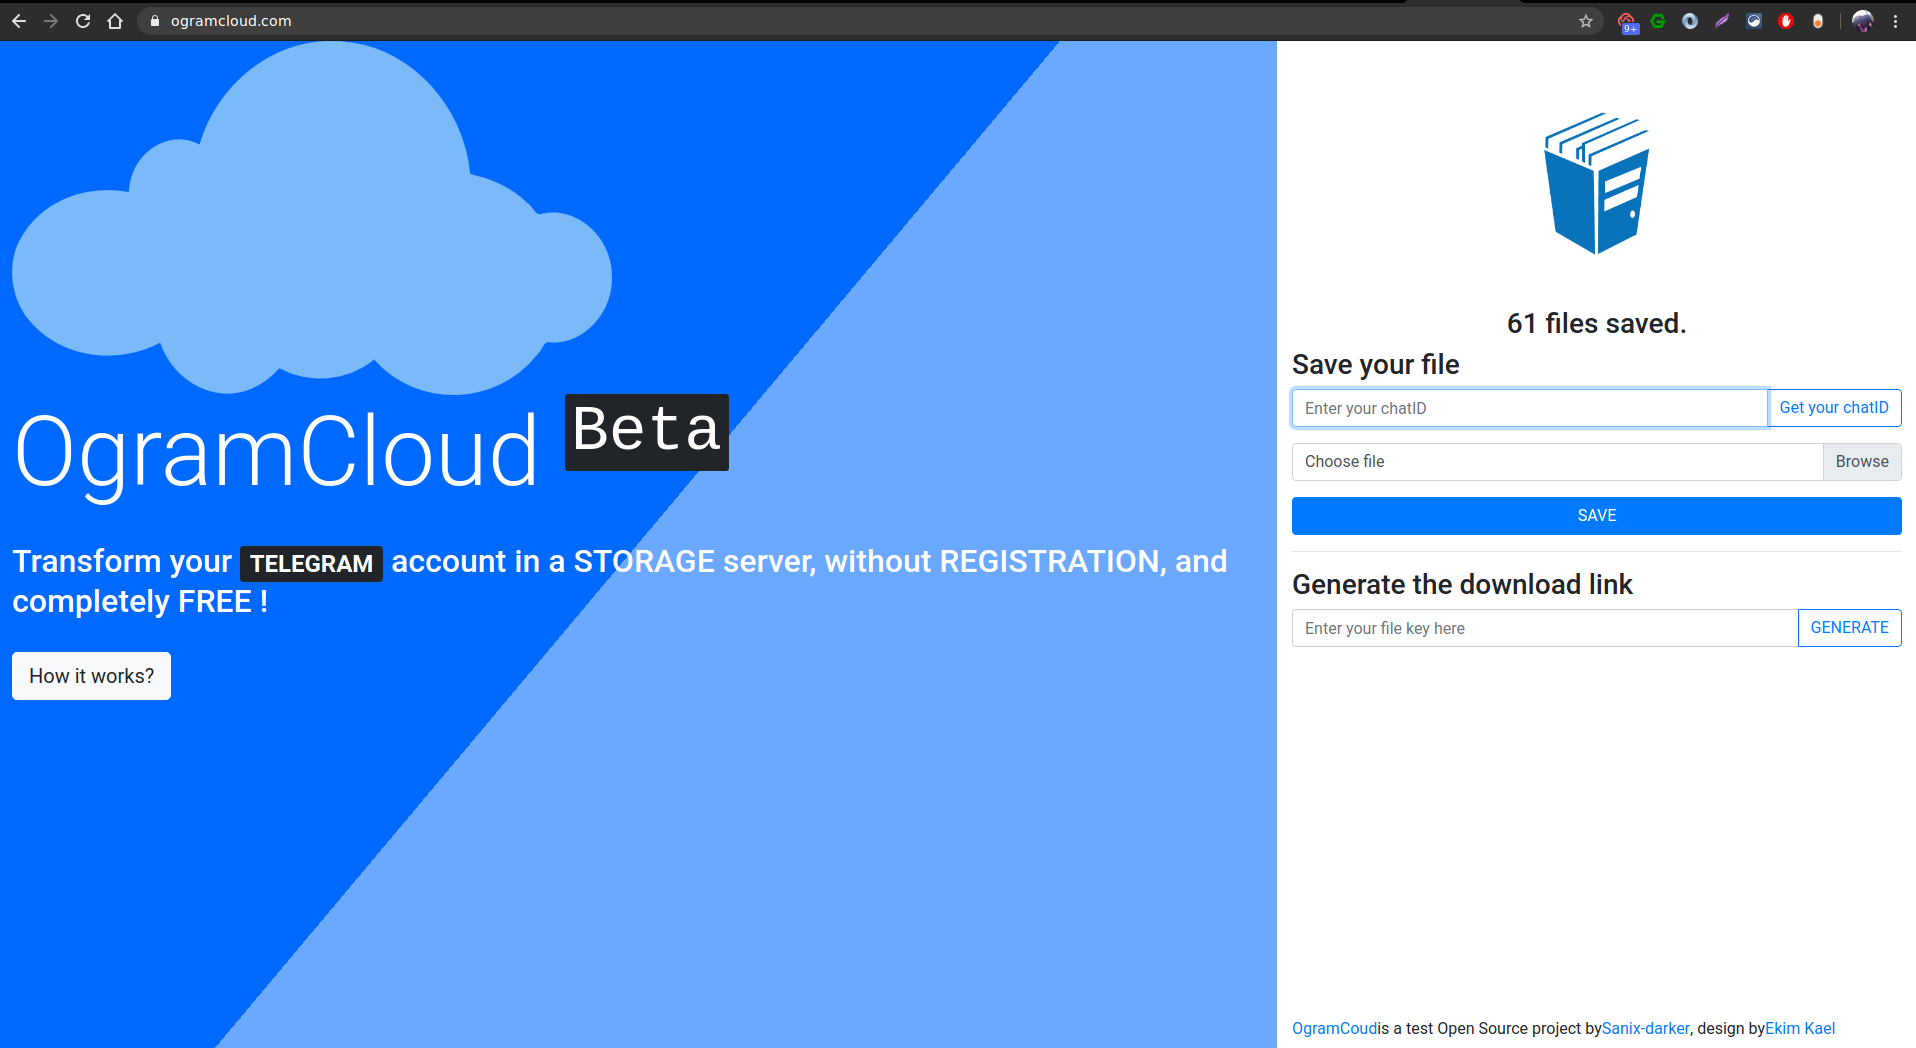 ogramcloud.com
9+
OgramCloud Beta
Transform your TELEGRAM account in a STORAGE server, without REGISTRATION, and
completely FREE !
How it works?
61 files saved.
Save your file
Enter your chatID
Get your chatID
Choose file
Browse
SAVE
Generate the download link
Enter your file key here
GENERATE
OgramCoudis a test Open Source project bySanix-darker, design byEkim Kael